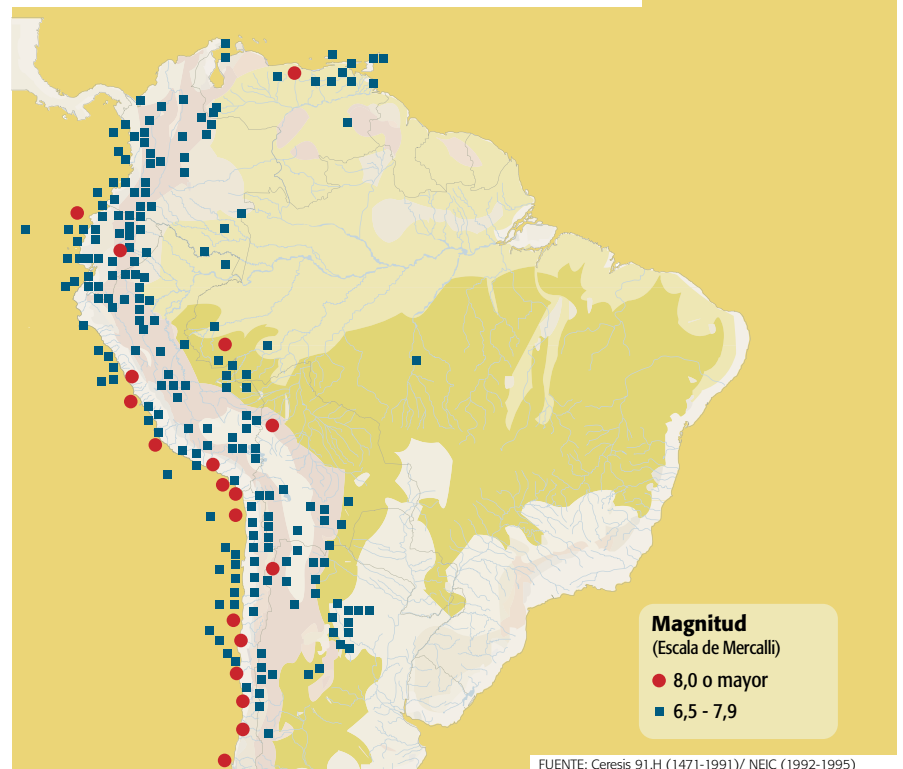 Magnitud
(Escala de Mercalli)
8,0 o mayor
6,5 - 7,9
FUENTE: Ceresis 91.H (1471-1991)/ NEIC (1992-1995)